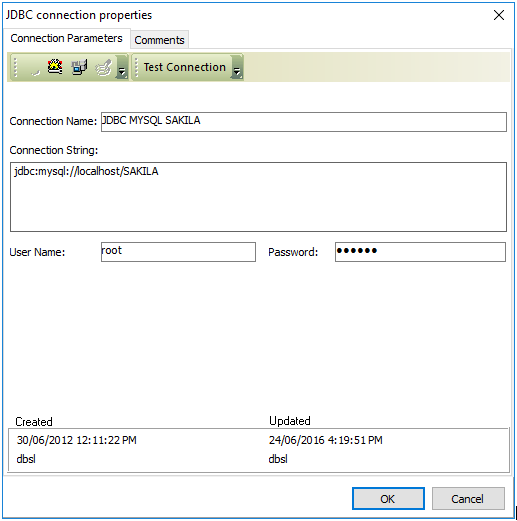 JDBC connection properties
Connection Parameters Comments
Test Connection
Connection Name: JDBC MYSQL SAKILA
Connection String:
jdbc:mysql://localhost/SAKILA
User Name: root Password: ●●●●●●
Created Updated
30/06/2012 12:11:22 PM 24/06/2016 4:19:51 PM
dbsl dbsl
OK Cancel